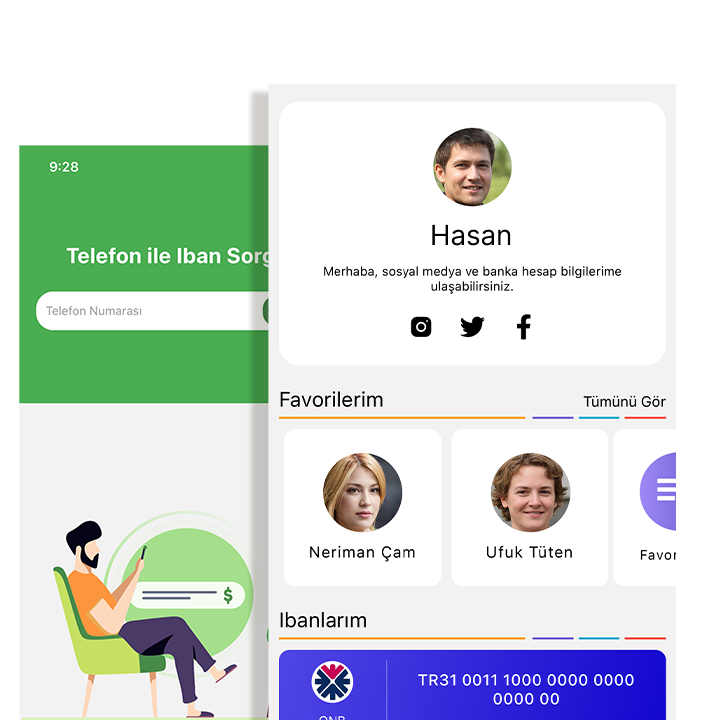 9:28
Telefon ile Iban Sorg
Telefon Numarası
$
Hasan
Merhaba, sosyal medya ve banka hesap bilgilerime
ulaşabilirsiniz.
Favorilerim
Tümünü Gör
Neriman Çam
Ufuk Tüten
Favor
Ibanlarım
TR31 0011 1000 0000 0000
0000 00
QNB